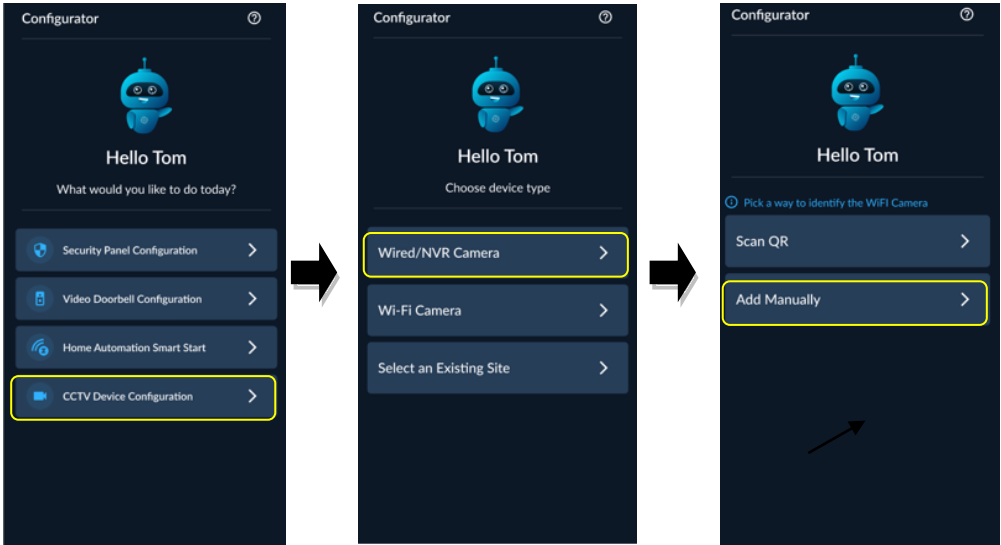 Configurator
Hello Tom
What would you like to do today?
Security Panel Configuration
Video Doorbell Configuration
Home Automation Smart Start
CCTV Device Configuration
Configurator
Hello Tom
Choose device type
Wired/NVR Camera
Wi-Fi Camera
Select an Existing Site
Configurator
Hello Tom
Pick a way to identify the WiFI Camera
Scan QR
Add Manually